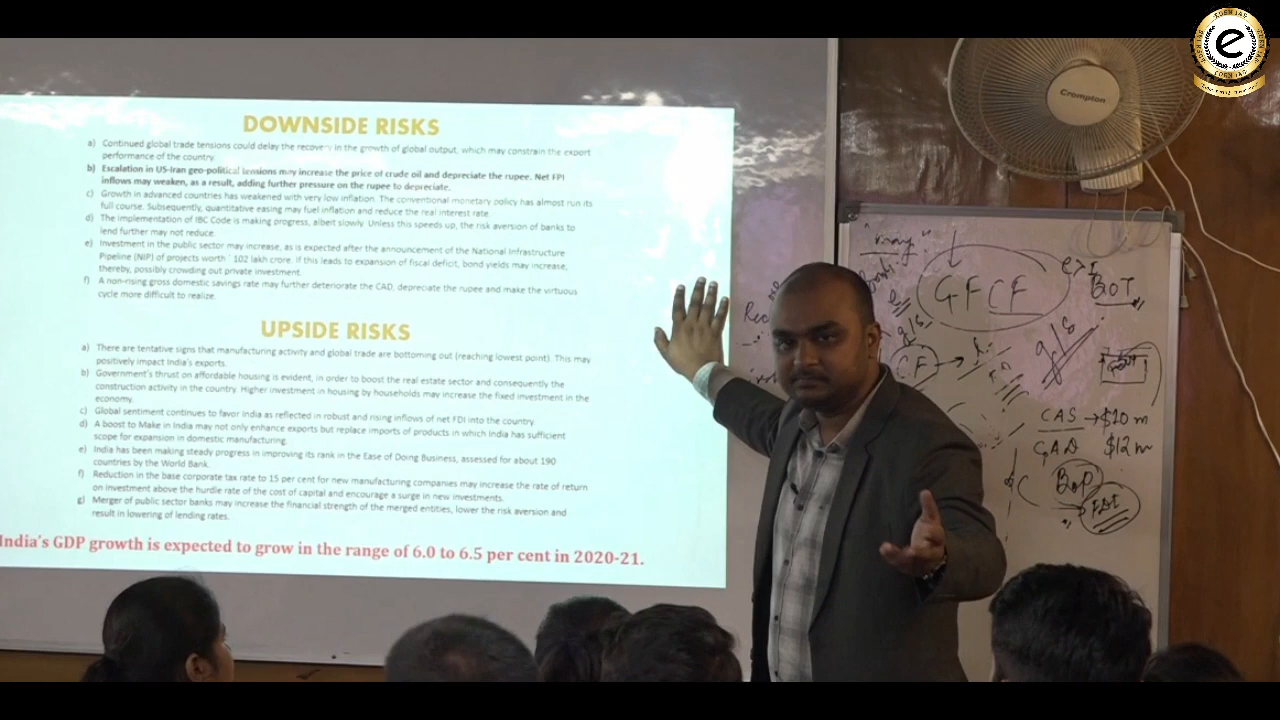 DOWNSIDE RISKS
a) Continued global trade tensions could delay the recovery in the growth of global output, which may constrain the export
performance of the country.
b) Escalation in US-Iran geo-political tensions may increase the price of crude oil and depreciate the rupee. Net FPI
inflows may weaken, as a result, adding further pressure on the rupee to depreciate.
c) Growth in advanced countries has weakened with very low inflation. The conventional monetary policy has almost run its
full course. Subsequently, quantitative easing may fuel inflation and reduce the real interest rate.
d) The implementation of IBC Code is making progress, albeit slowly. Unless this speeds up, the risk aversion of banks to
lend further may not reduce.
e) Investment in the public sector may increase, as is expected after the announcement of the National Infrastructure
Pipeline (NIP) of projects worth ` 102 lakh crore. If this leads to expansion of fiscal deficit, bond yields may increase,
thereby, possibly crowding out private investment.
f) A non-rising gross domestic savings rate may further deteriorate the CAD, depreciate the rupee and make the virtuous
cycle more difficult to realize.
UPSIDE RISKS
a) There are tentative signs that manufacturing activity and global trade are bottoming out (reaching lowest point). This may
positively impact India's exports.
b) Government's thrust on affordable housing is evident, in order to boost the real estate sector and consequently the
construction activity in the country. Higher investment in housing by households may increase the fixed investment in the
economy.
c) Global sentiment continues to favor India as reflected in robust and rising inflows of net FDI into the country.
d) A boost to Make in India may not only enhance exports but replace imports of products in which India has sufficient
scope for expansion in domestic manufacturing.
e) India has been making steady progress in improving its rank in the Ease of Doing Business, assessed for about 190
countries by the World Bank.
f) Reduction in the base corporate tax rate to 15 per cent for new manufacturing companies may increase the rate of return
on investment above the hurdle rate of the cost of capital and encourage a surge in new investments.
g) Merger of public sector banks may increase the financial strength of the merged entities, lower the risk aversion and
result in lowering of lending rates.
India's GDP growth is expected to grow in the range of 6.0 to 6.5 per cent in 2020-21.
Crompton
"may"
GFCF
BOT
g/s
g/s
CF
CAS → $10 m
CAD $12 m
BOP
FDI
e